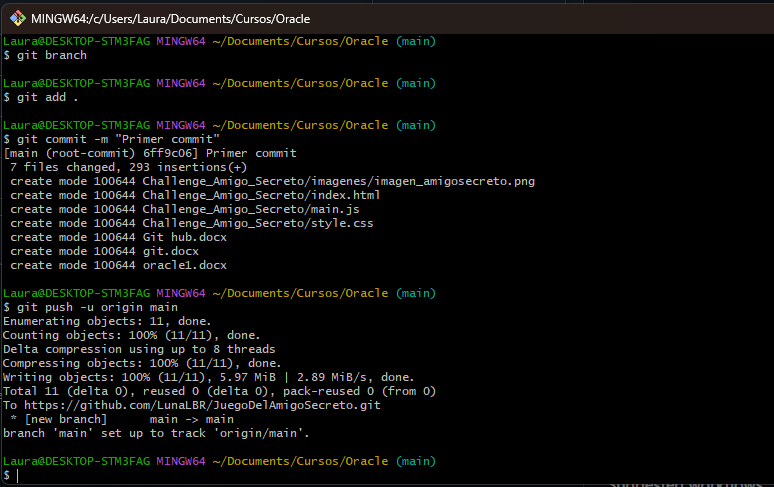 MINGW64:/c/Users/Laura/Documents/Cursos/Oracle
Laura@DESKTOP-STM3FAG MINGW64 ~/Documents/Cursos/Oracle (main)
$ git branch
Laura@DESKTOP-STM3FAG MINGW64 ~/Documents/Cursos/Oracle (main)
$ git add .
Laura@DESKTOP-STM3FAG MINGW64 ~/Documents/Cursos/Oracle (main)
$ git commit -m "Primer commit"
[main (root-commit) 6ff9c06] Primer commit
 7 files changed, 293 insertions(+)
 create mode 100644 Challenge_Amigo_Secreto/imagenes/imagen_amigosecreto.png
 create mode 100644 Challenge_Amigo_Secreto/index.html
 create mode 100644 Challenge_Amigo_Secreto/main.js
 create mode 100644 Challenge_Amigo_Secreto/style.css
 create mode 100644 Git hub.docx
 create mode 100644 git.docx
 create mode 100644 oracle1.docx
Laura@DESKTOP-STM3FAG MINGW64 ~/Documents/Cursos/Oracle (main)
$ git push -u origin main
Enumerating objects: 11, done.
Counting objects: 100% (11/11), done.
Delta compression using up to 8 threads
Compressing objects: 100% (11/11), done.
Writing objects: 100% (11/11), 5.97 MiB | 2.89 MiB/s, done.
Total 11 (delta 0), reused 0 (delta 0), pack-reused 0 (from 0)
To https://github.com/LunaLBR/JuegoDelAmigoSecreto.git
 * [new branch]      main -> main
branch 'main' set up to track 'origin/main'.
Laura@DESKTOP-STM3FAG MINGW64 ~/Documents/Cursos/Oracle (main)
$